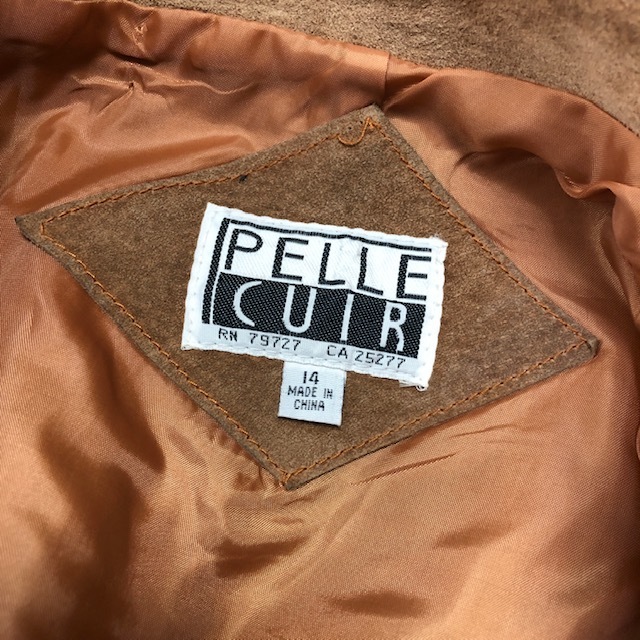 PELLE
CUIR
RN 79727 CA 25277
14
MADE IN
CHINA